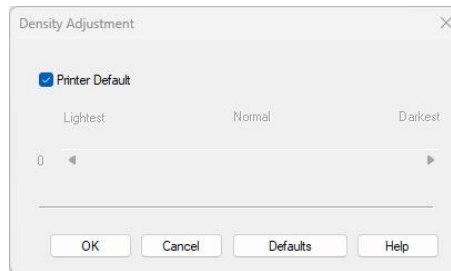 Density Adjustment
Printer Default
Lightest Normal Darkest
0
OK Cancel Defaults Help